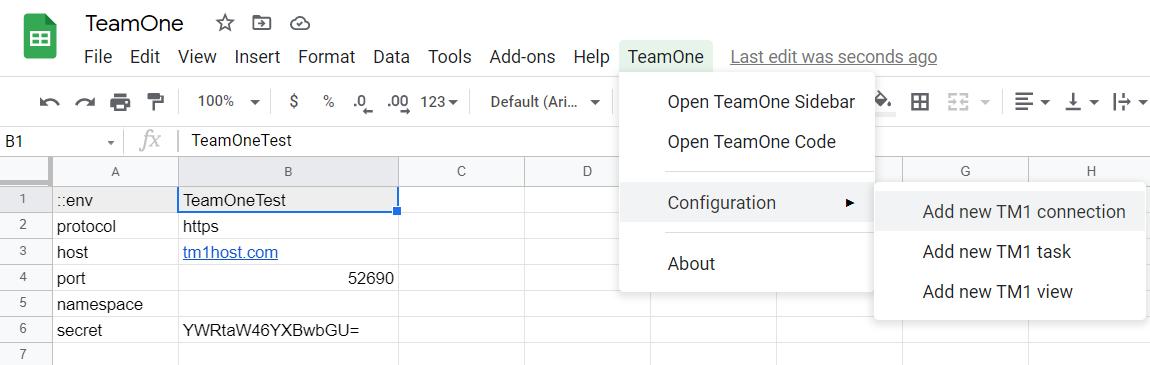 TeamOne
File Edit View Insert Format Data Tools Add-ons Help TeamOne Last edit was seconds ago
100% $ % .0 .00 123 Default (Ari...
Open TeamOne Sidebar
Open TeamOne Code
Configuration
About
Add new TM1 connection
Add new TM1 task
Add new TM1 view
B1 fx TeamOneTest
A B C D G H
1 ::env TeamOneTest
2 protocol https
3 host tm1host.com
4 port 52690
5 namespace
6 secret YWRtaW46YXBwbGU=
7